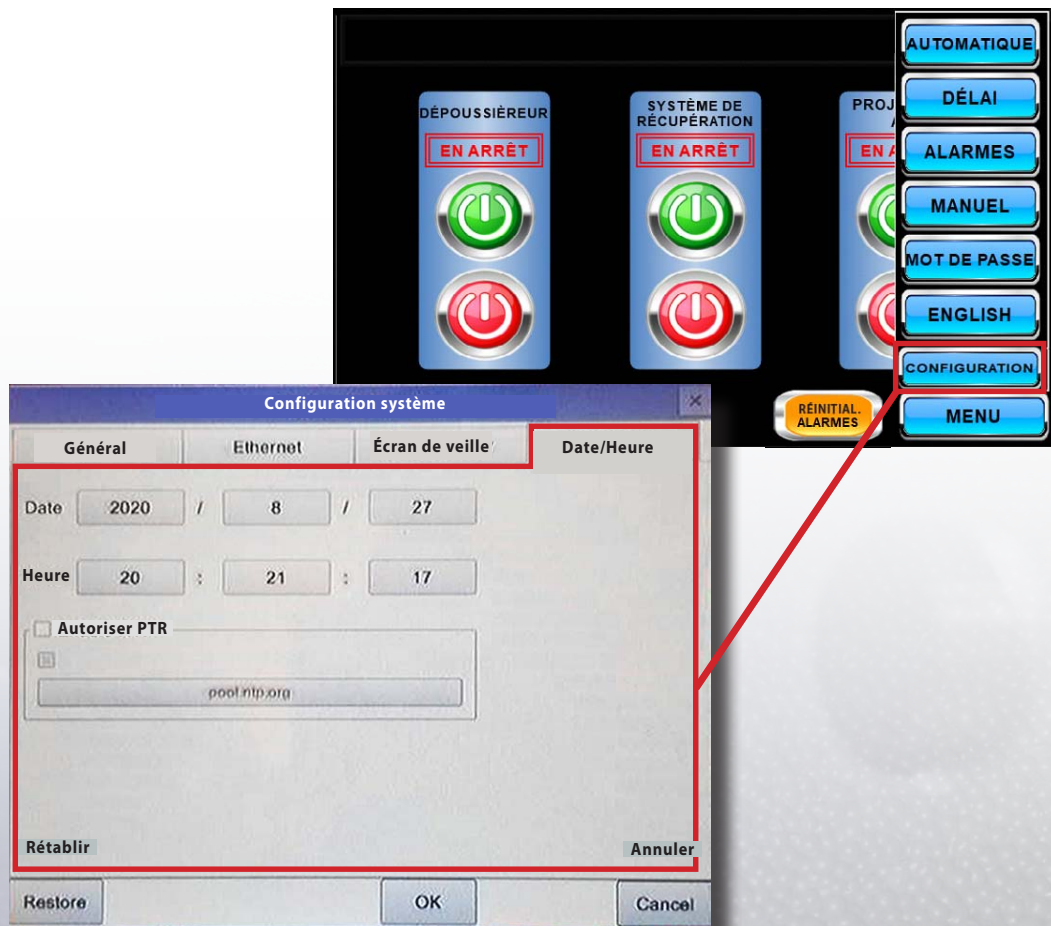 AUTOMATIQUE
DÉLAI
ALARMES
MANUEL
MOT DE PASSE
ENGLISH
CONFIGURATION
MENU
DÉPOUSSIÈREUR
EN ARRÊT
SYSTÈME DE
RÉCUPÉRATION
EN ARRÊT
PROJ
A
EN A
RÉINITIAL.
ALARMES
Configuration système
Général
Ethernet
Écran de veille
Date/Heure
Date 2020 / 8 / 27
Heure 20 : 21 : 17
Autoriser PTR
pool.ntp.org
Rétablir
Annuler
Restore
OK
Cancel